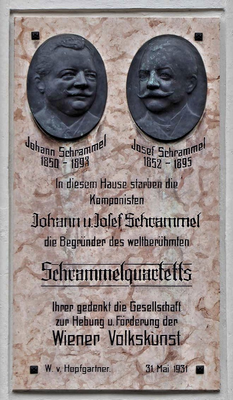 Johann Schrammel
1850 - 1893
Josef Schrammel
1852 - 1895
In diesem Hause starben die
Komponisten
Johann u. Josef Schrammel
die Begründer des weltberühmten
Schrammelquartetts
Ihrer gedenkt die Gesellschaft
zur Hebung u. Förderung der
Wiener Volkskunst
W. v. Hopfgartner.
31. Mai 1931